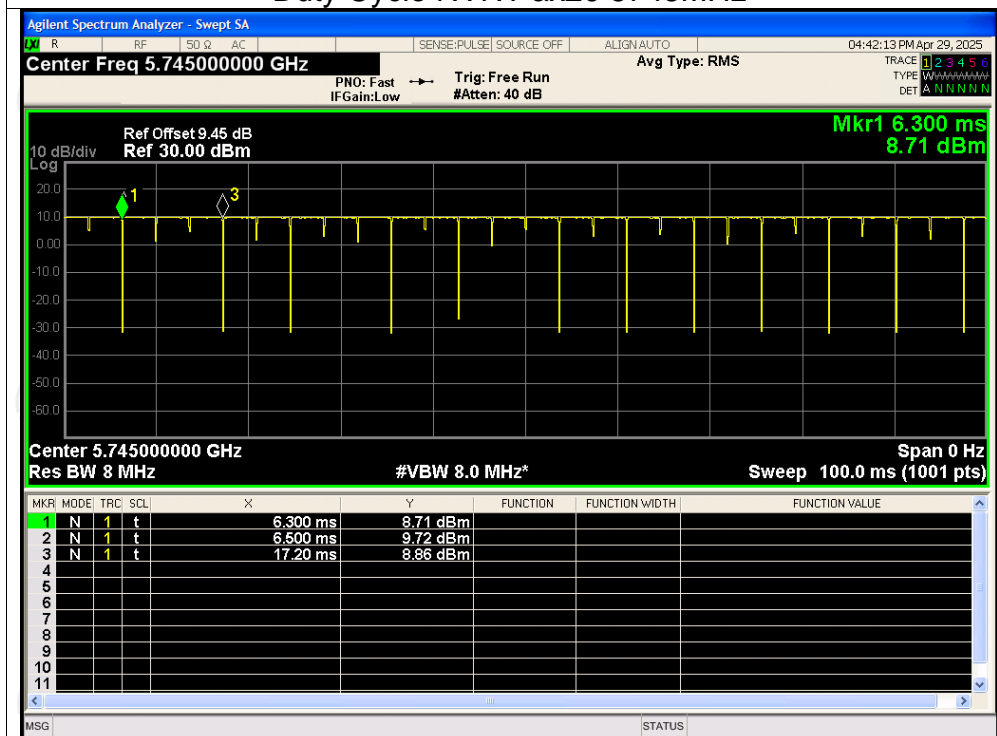 Agilent Spectrum Analyzer - Swept SA
LXI R RF 50 Ω AC SENSE:PULSE SOURCE OFF ALIGN AUTO 04:42:13 PM Apr 29, 2025
Center Freq 5.745000000 GHz
PNO: Fast
IFGain:Low
Trig: Free Run
#Atten: 40 dB
Avg Type: RMS
TRACE 1 2 3 4 5 6
TYPE
DET A N N N N N
Mkr1 6.300 ms
8.71 dBm
Ref Offset 9.45 dB
10 dB/div Ref 30.00 dBm
Log
1
3
20.0
10.0
0.00
-10.0
-20.0
-30.0
-40.0
-50.0
-60.0
Center 5.745000000 GHz Span 0 Hz
Res BW 8 MHz #VBW 8.0 MHz* Sweep 100.0 ms (1001 pts)
MKR MODE TRC SCL X Y FUNCTION FUNCTION WIDTH FUNCTION VALUE
1 N 1 t 6.300 ms 8.71 dBm
2 N 1 t 6.500 ms 9.72 dBm
3 N 1 t 17.20 ms 8.86 dBm
4
5
6
7
8
9
10
11
MSG STATUS